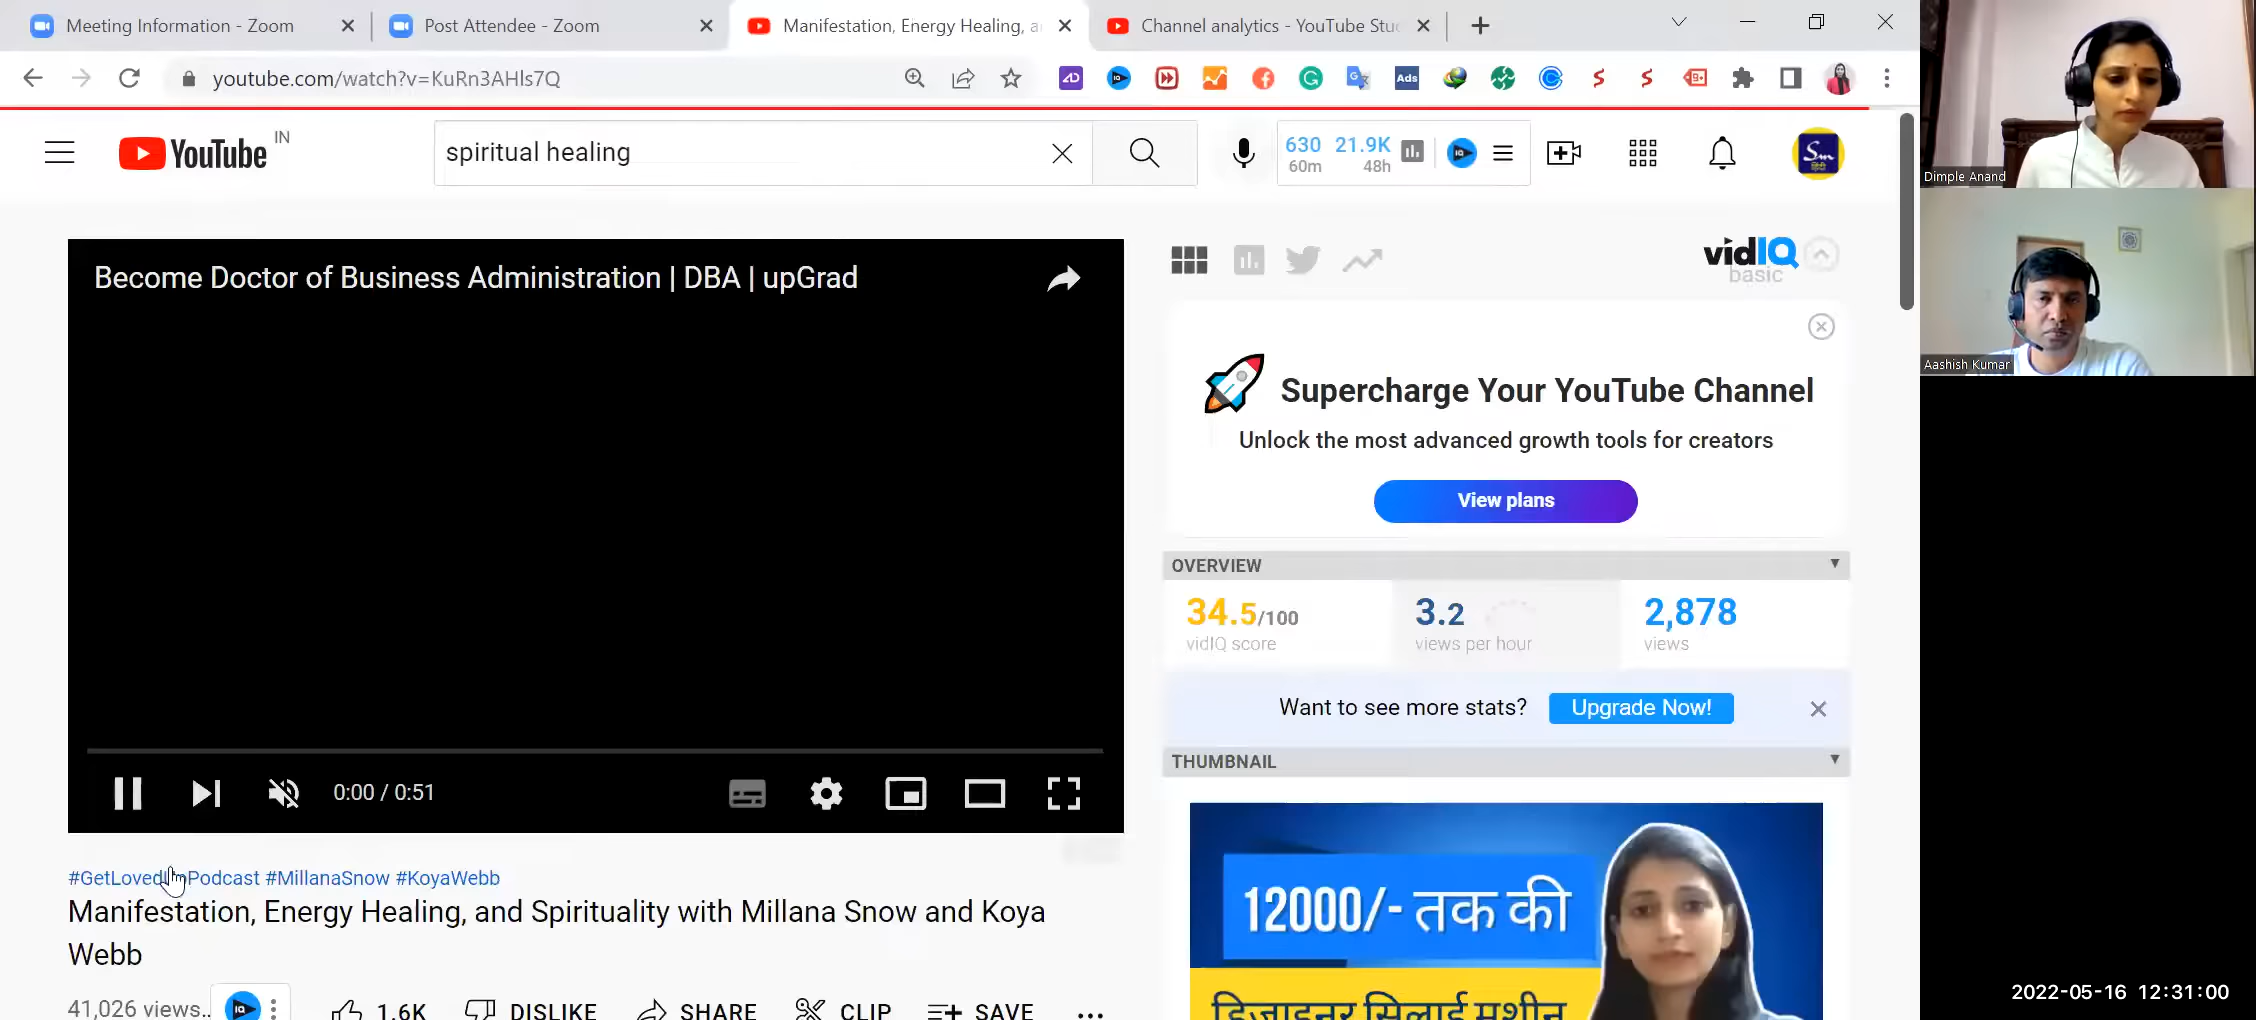 Meeting Information - Zoom
Post Attendee - Zoom
Manifestation, Energy Healing, a
Channel analytics - YouTube Stu
youtube.com/watch?v=KuRn3AHls7Q
YouTube IN
spiritual healing
630 21.9K
60m 48h
Dimple Anand
Aashish Kumar
Become Doctor of Business Administration | DBA | upGrad
vidIQ
basic
Supercharge Your YouTube Channel
Unlock the most advanced growth tools for creators
View plans
OVERVIEW
34.5/100 3.2 2,878
vidIQ score views per hour views
Want to see more stats? Upgrade Now!
THUMBNAIL
0:00 / 0:51
12000/- तक की
डिजाइनर सिलाई मशीन
#GetLoved Podcast #MillanaSnow #KoyaWebb
Manifestation, Energy Healing, and Spirituality with Millana Snow and Koya
Webb
41,026 views..
1.6K DISLIKE SHARE CLIP SAVE
2022-05-16 12:31:00